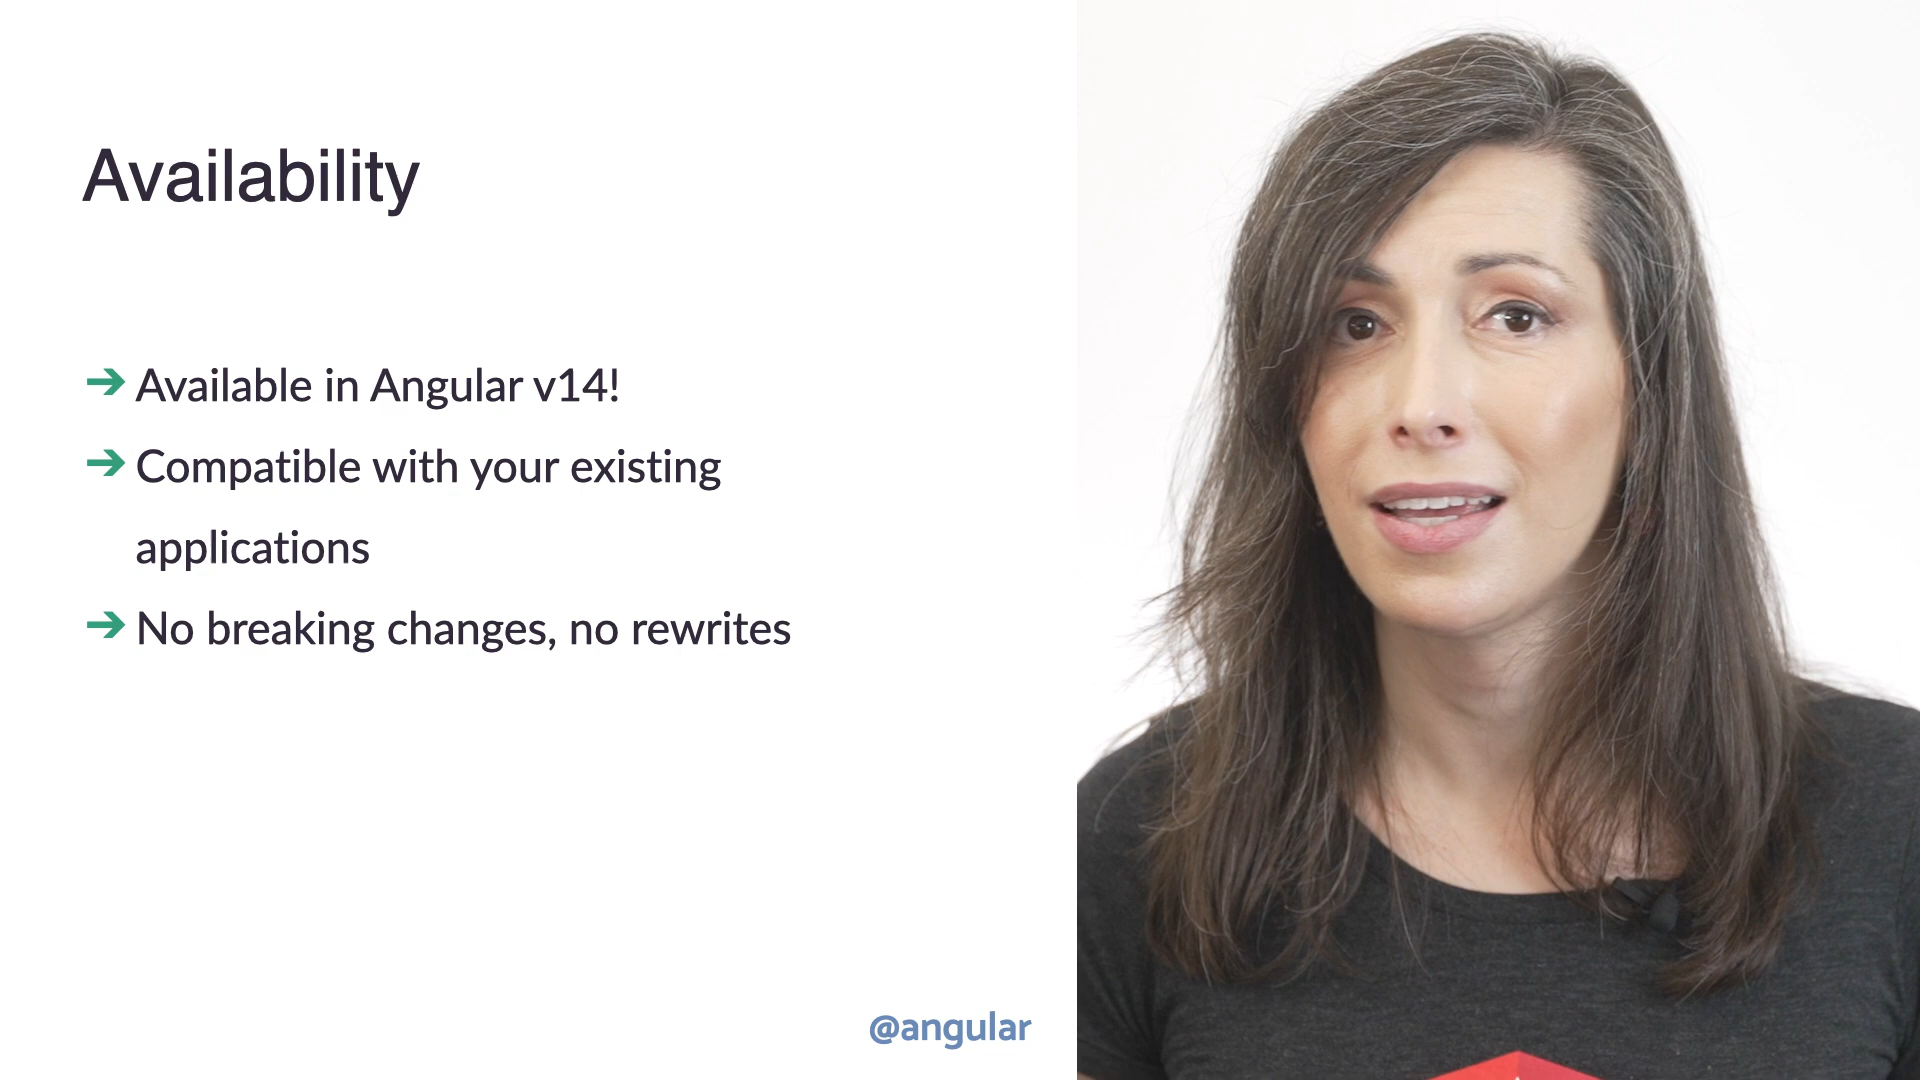 Availability
➔ Available in Angular v14!
➔ Compatible with your existing
applications
➔ No breaking changes, no rewrites
@angular